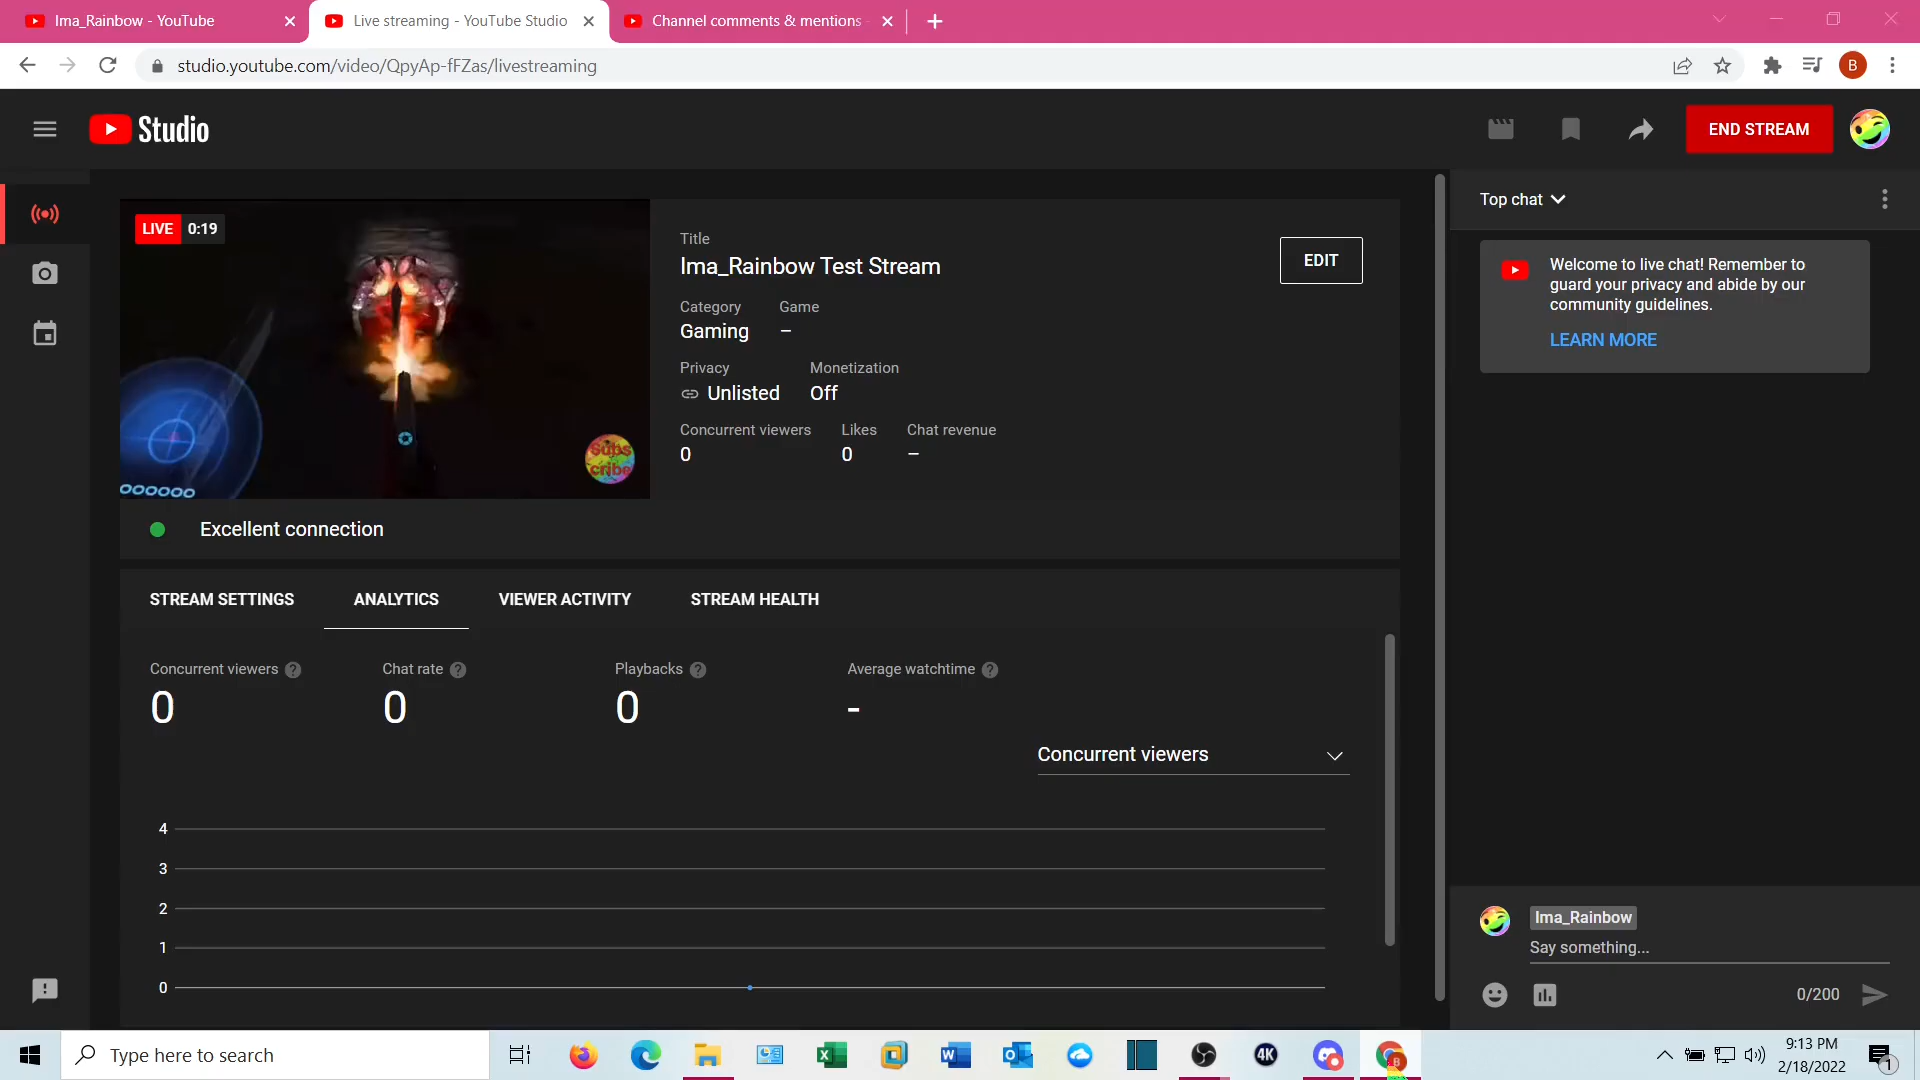 Ima_Rainbow - YouTube
Live streaming - YouTube Studio
Channel comments & mentions -
studio.youtube.com/video/QpyAp-fFZas/livestreaming
B
Studio
END STREAM
LIVE 0:19
Subs
cribe
OOOOOOO
Title
Ima_Rainbow Test Stream
EDIT
Category Game
Gaming –
Privacy Monetization
Unlisted Off
Concurrent viewers Likes Chat revenue
0 0 –
Excellent connection
STREAM SETTINGS ANALYTICS VIEWER ACTIVITY STREAM HEALTH
Concurrent viewers ? Chat rate ? Playbacks ? Average watchtime ?
0 0 0 -
Concurrent viewers
4
3
2
1
0
Top chat
Welcome to live chat! Remember to
guard your privacy and abide by our
community guidelines.
LEARN MORE
Ima_Rainbow
Say something...
0/200
Type here to search
4K
9:13 PM
2/18/2022
1